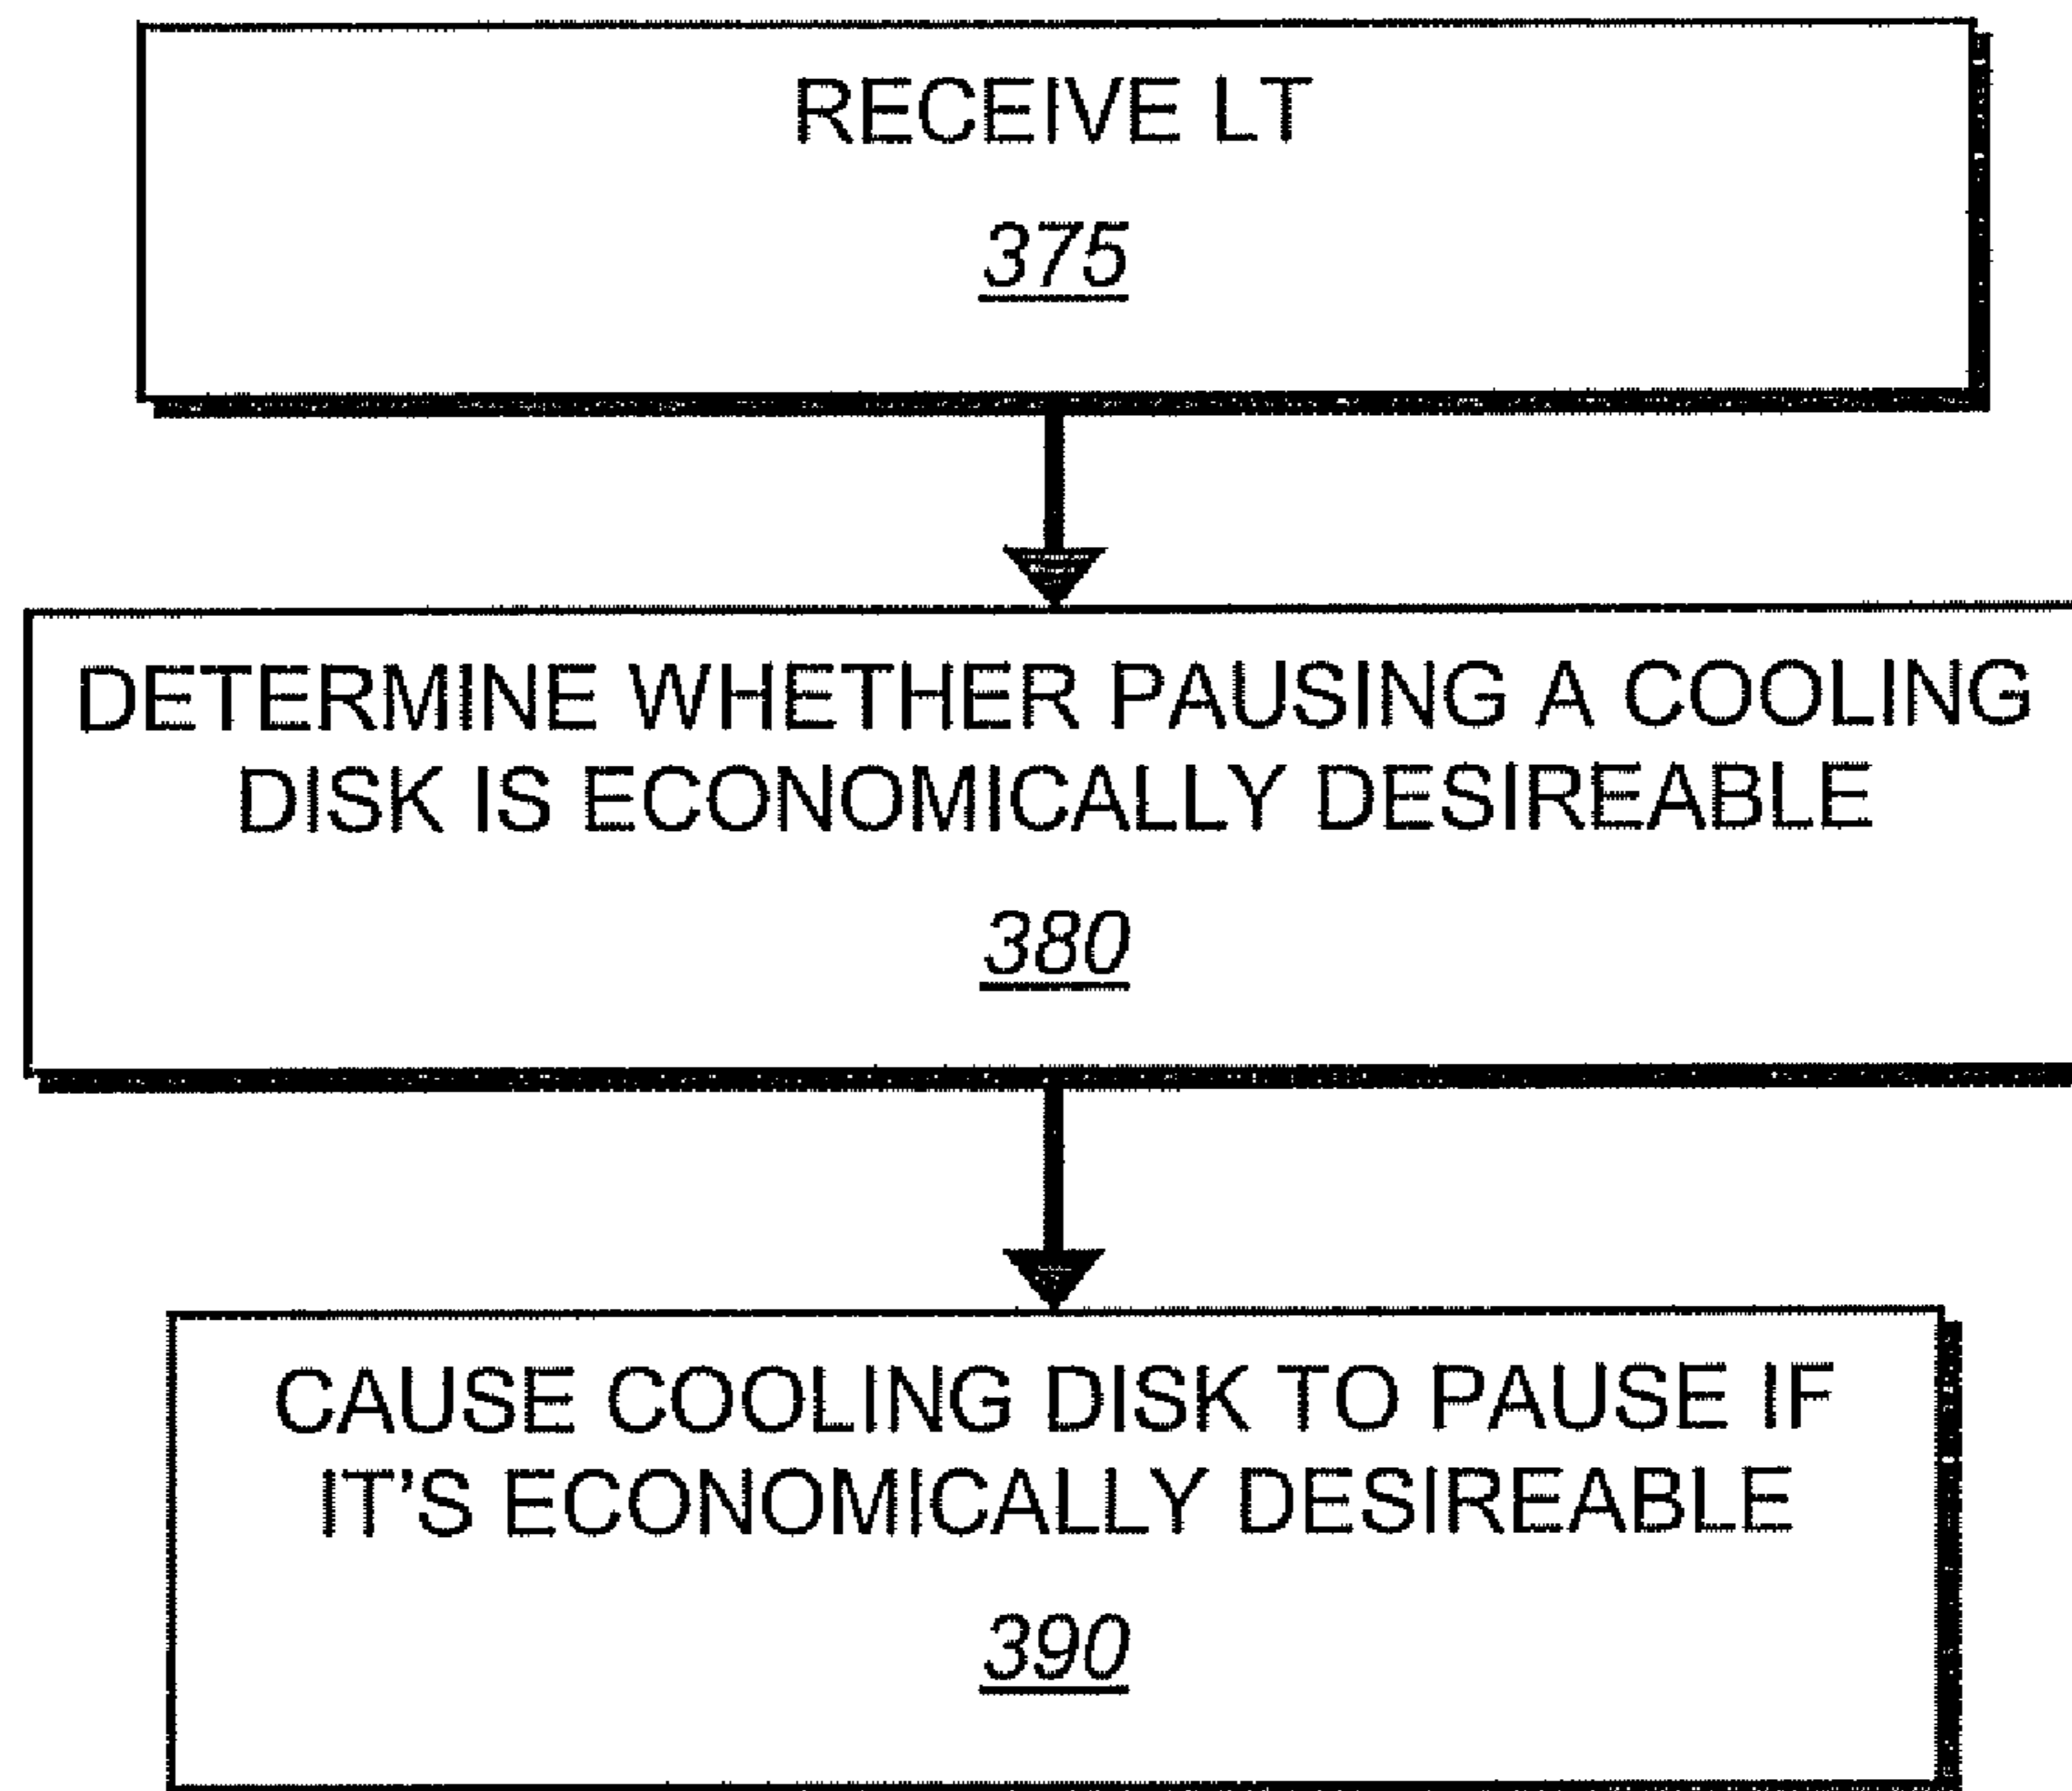 RECEIVE LT
375
DETERMINE WHETHER PAUSING A COOLING
DISK IS ECONOMICALLY DESIREABLE
380
CAUSE COOLING DISK TO PAUSE IF
IT'S ECONOMICALLY DESIREABLE
390